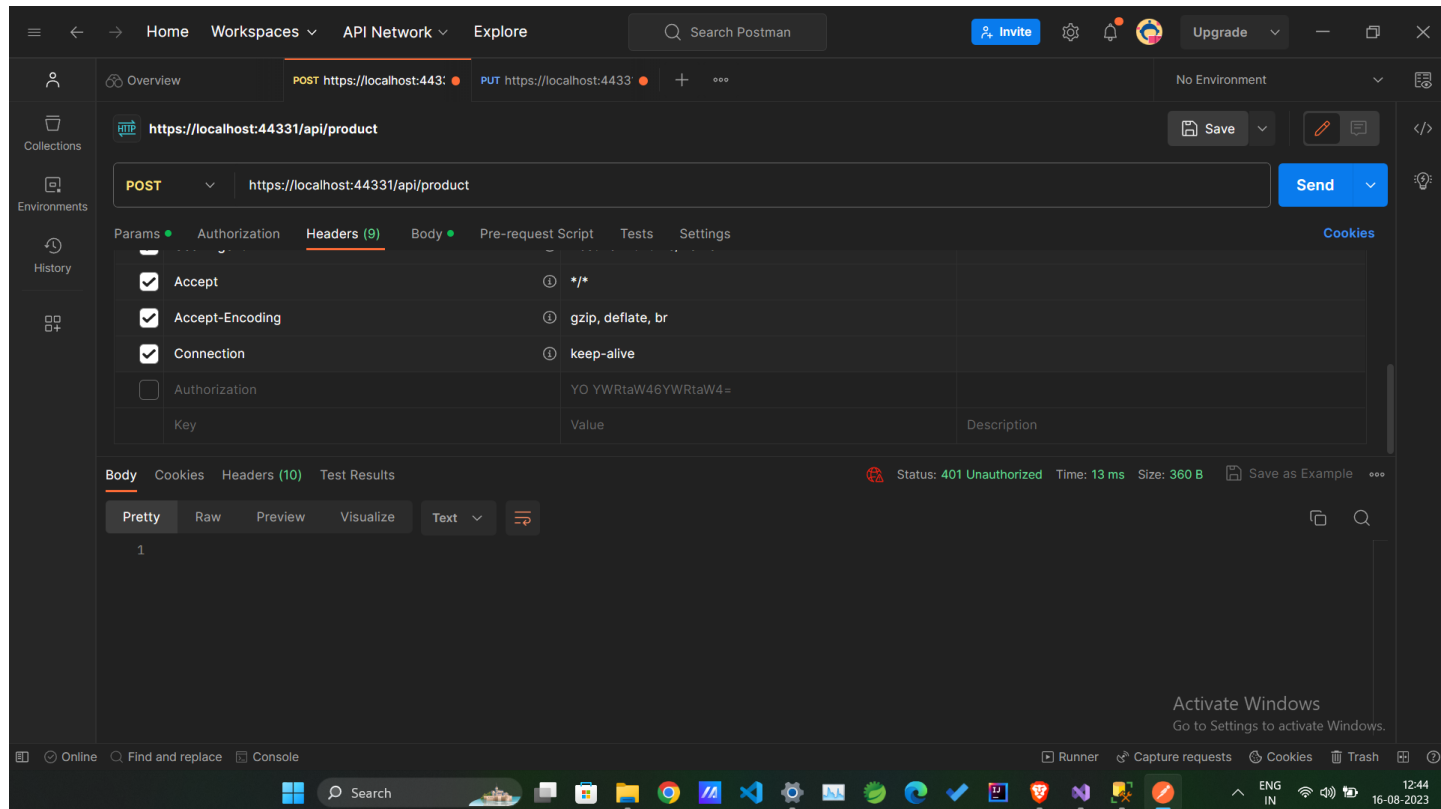 Home Workspaces API Network Explore Search Postman Invite Upgrade
Overview POST https://localhost:443: PUT https://localhost:4433 No Environment
HTTP https://localhost:44331/api/product Save
Collections
POST https://localhost:44331/api/product Send
Environments
Params Authorization Headers (9) Body Pre-request Script Tests Settings Cookies
History
Accept */*
Accept-Encoding gzip, deflate, br
Connection keep-alive
Authorization YO YWRtaW46YWRtaW4=
Key Value Description
Body Cookies Headers (10) Test Results Status: 401 Unauthorized Time: 13 ms Size: 360 B Save as Example
Pretty Raw Preview Visualize Text
1
Activate Windows
Go to Settings to activate Windows.
Online Find and replace Console Runner Capture requests Cookies Trash
Search ENG 12:44
IN 16-08-2023